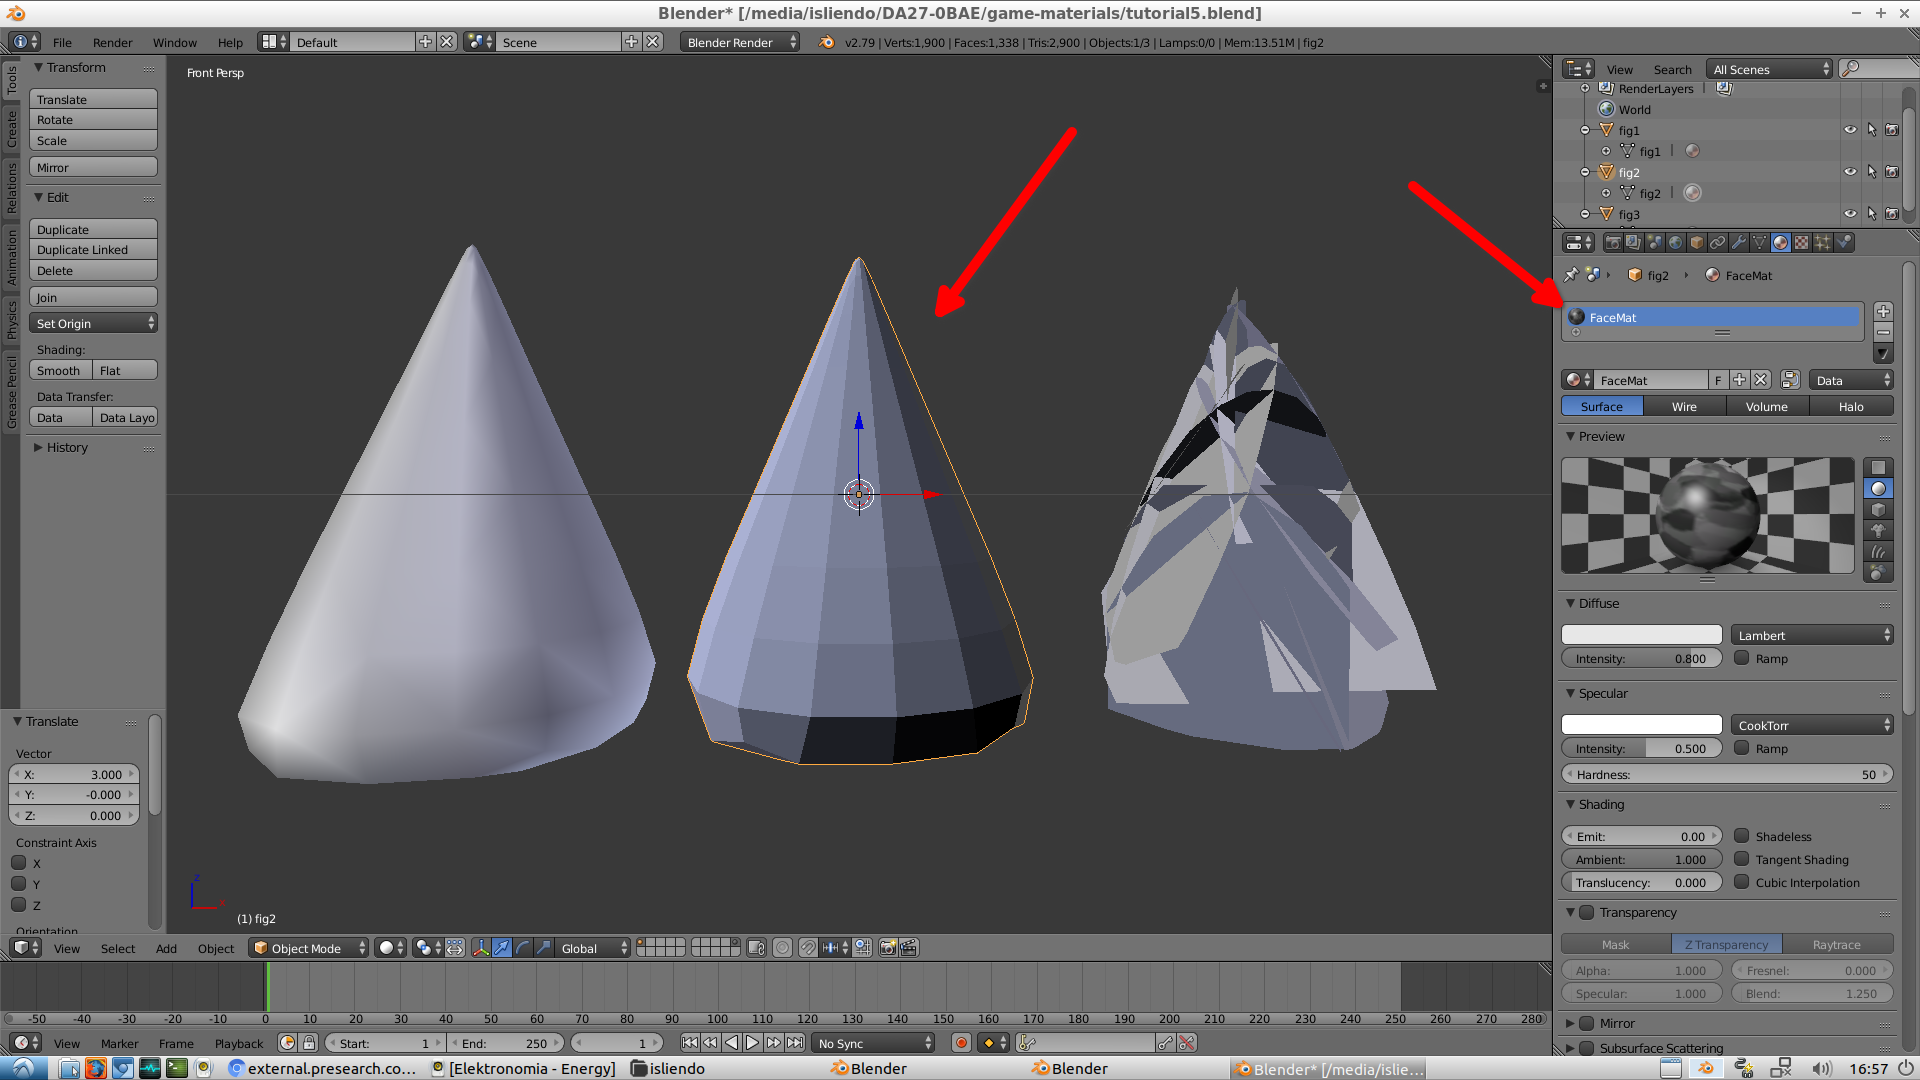 Blender* [/media/isliendo/DA27-0BAE/game-materials/tutorial5.blend]
File Render Window Help Default Scene Blender Render v2.79 | Verts:1,900 | Faces:1,338 | Tris:2,900 | Objects:1/3 | Lamps:0/0 | Mem:13.51M | fig2
Tools
Create
Relations
Animation
Physics
Grease Pencil
Transform
Translate
Rotate
Scale
Mirror
Edit
Duplicate
Duplicate Linked
Delete
Join
Set Origin
Shading:
Smooth Flat
Data Transfer:
Data Data Layo
History
Translate
Vector
X: 3.000
Y: -0.000
Z: 0.000
Constraint Axis
X
Y
Z
Orientation
Front Persp
z
(1) fig2
View Search All Scenes
RenderLayers
World
fig1
fig1
fig2
fig2
fig3
fig2 FaceMat
FaceMat
FaceMat F Data
Surface Wire Volume Halo
Preview
Diffuse
Lambert
Intensity: 0.800 Ramp
Specular
CookTorr
Intensity: 0.500 Ramp
Hardness: 50
Shading
Emit: 0.00 Shadeless
Ambient: 1.000 Tangent Shading
Translucency: 0.000 Cubic Interpolation
Transparency
Mask Z Transparency Raytrace
Alpha: 1.000 Fresnel: 0.000
Specular: 1.000 Blend: 1.250
Mirror
Subsurface Scattering
View Select Add Object Object Mode Global
-50 -40 -30 -20 -10 0 10 20 30 40 50 60 70 80 90 100 110 120 130 140 150 160 170 180 190 200 210 220 230 240 250 260 270 280
View Marker Frame Playback Start: 1 End: 250 1 No Sync
external.presearch.co... [Elektronomia - Energy] isliendo Blender Blender Blender* [/media/islie... 16:57